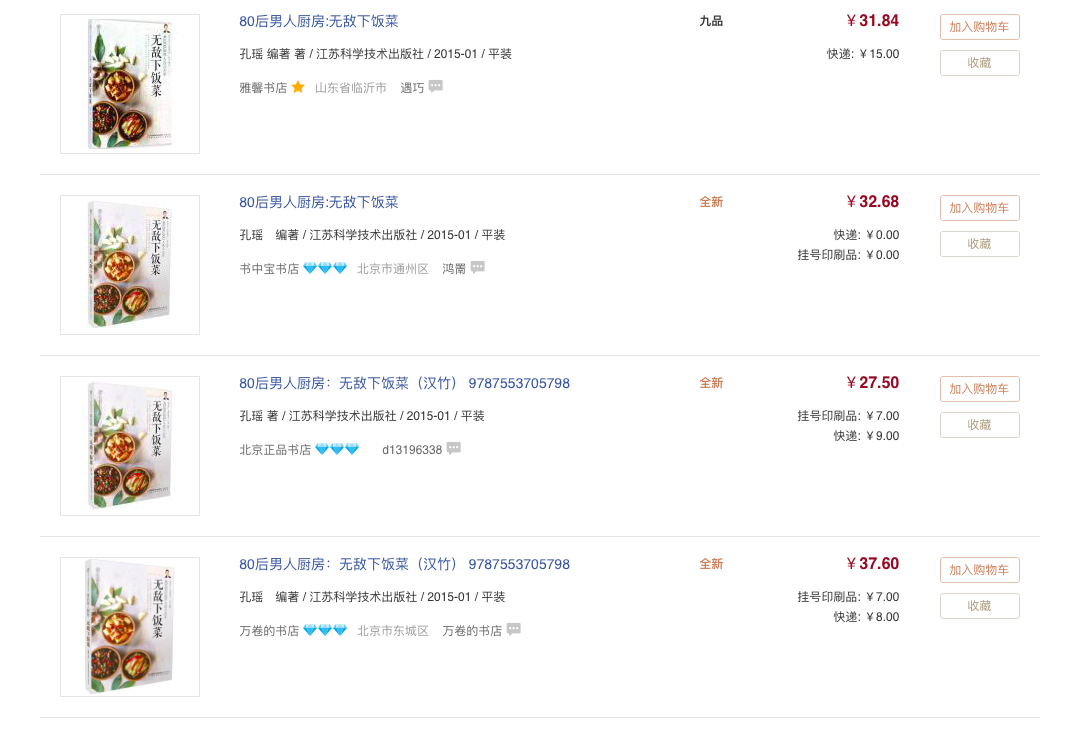 80后男人厨房:无敌下饭菜
九品
￥31.84
加入购物车
孔瑶 编著 著 / 江苏科学技术出版社 / 2015-01 / 平装
快递: ￥15.00
收藏
雅馨书店 山东省临沂市 遇巧
无敌下饭菜
80后男人厨房:无敌下饭菜
全新
￥32.68
加入购物车
孔瑶 编著 / 江苏科学技术出版社 / 2015-01 / 平装
快递: ￥0.00
收藏
挂号印刷品: ￥0.00
书中宝书店 北京市通州区 鸿罱
无敌下饭菜
80后男人厨房：无敌下饭菜（汉竹） 9787553705798
全新
￥27.50
加入购物车
孔瑶 著 / 江苏科学技术出版社 / 2015-01 / 平装
挂号印刷品: ￥7.00
收藏
快递: ￥9.00
北京正品书店 d13196338
无敌下饭菜
80后男人厨房：无敌下饭菜（汉竹） 9787553705798
全新
￥37.60
加入购物车
孔瑶 编著 / 江苏科学技术出版社 / 2015-01 / 平装
挂号印刷品: ￥7.00
收藏
快递: ￥8.00
万卷的书店 北京市东城区 万卷的书店
无敌下饭菜